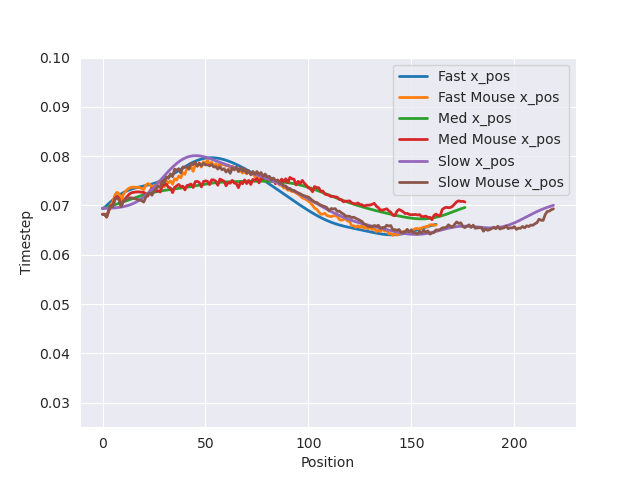 0.10
0.09
0.08
0.07
0.06
0.05
0.04
0.03
Timestep
0
50
100
150
200
Position
Fast x_pos
Fast Mouse x_pos
Med x_pos
Med Mouse x_pos
Slow x_pos
Slow Mouse x_pos